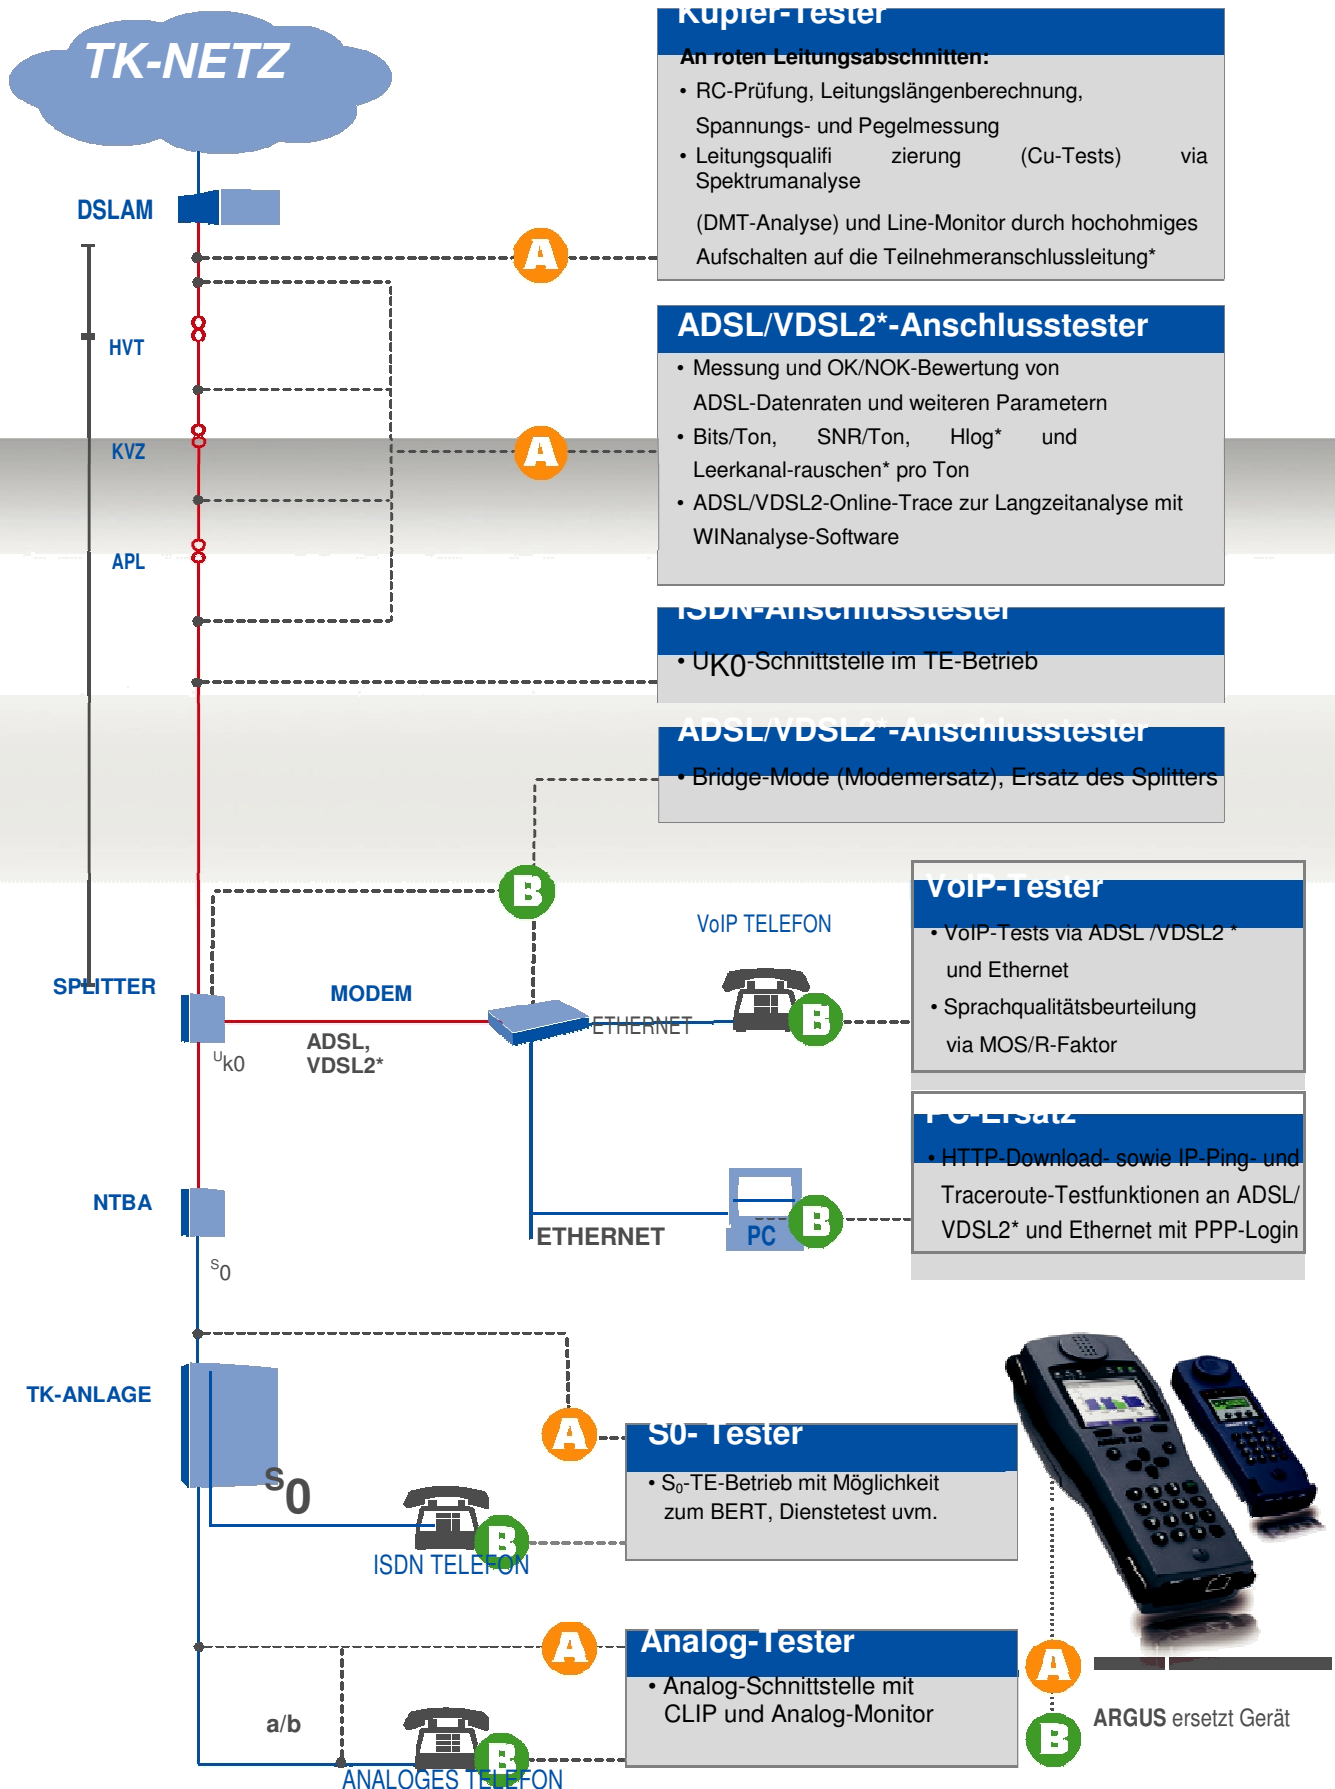 TK-NETZ
Kupfer-Tester
An roten Leitungsabschnitten:
• RC-Prüfung, Leitungslängenberechnung,
Spannungs- und Pegelmessung
• Leitungsqualifi zierung (Cu-Tests) via
Spektrumanalyse
(DMT-Analyse) und Line-Monitor durch hochohmiges
Aufschalten auf die Teilnehmeranschlussleitung*
DSLAM
A
ADSL/VDSL2*-Anschlusstester
• Messung und OK/NOK-Bewertung von
ADSL-Datenraten und weiteren Parametern
• Bits/Ton, SNR/Ton, Hlog* und
Leerkanal-rauschen* pro Ton
• ADSL/VDSL2-Online-Trace zur Langzeitanalyse mit
WINanalyse-Software
HVT
KVZ
A
APL
ISDN-Anschlusstester
• UK0-Schnittstelle im TE-Betrieb
ADSL/VDSL2*-Anschlusstester
• Bridge-Mode (Modemersatz), Ersatz des Splitters
B
VoIP TELEFON
VoIP-Tester
• VoIP-Tests via ADSL /VDSL2 *
und Ethernet
• Sprachqualitätsbeurteilung
via MOS/R-Faktor
SPLITTER
MODEM
ETHERNET
B
ADSL,
VDSL2*
Uk0
PC-Ersatz
• HTTP-Download- sowie IP-Ping- und
Traceroute-Testfunktionen an ADSL/
VDSL2* und Ethernet mit PPP-Login
NTBA
ETHERNET
PC
B
S0
TK-ANLAGE
A
S0- Tester
• S0-TE-Betrieb mit Möglichkeit
zum BERT, Dienstetest uvm.
S0
B
ISDN TELEFON
A
Analog-Tester
• Analog-Schnittstelle mit
CLIP und Analog-Monitor
a/b
B
ANALOGES TELEFON
A
B
ARGUS ersetzt Gerät